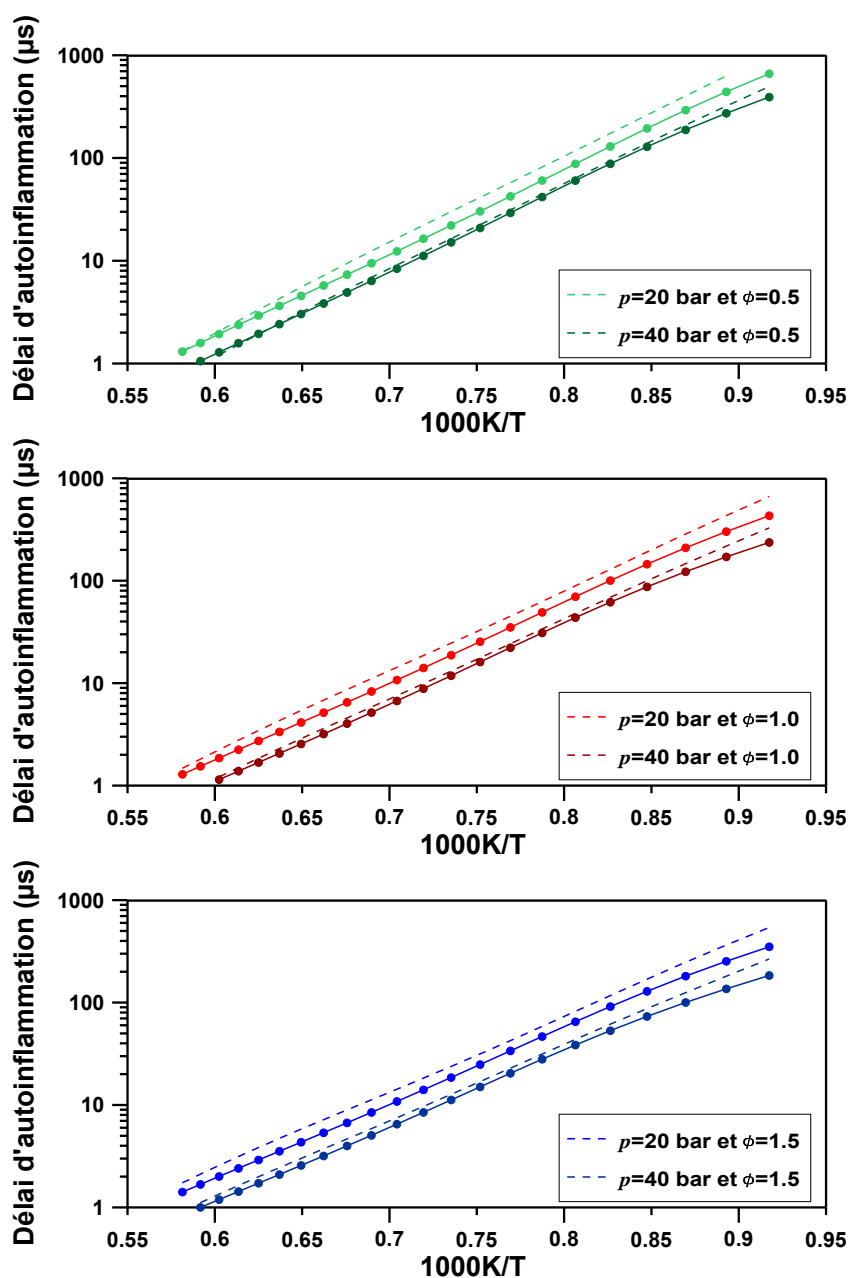 Délai d'autoinflammation (µs)
1000
100
10
1
p=20 bar et ϕ=0.5
p=40 bar et ϕ=0.5
0.55 0.6 0.65 0.7 0.75 0.8 0.85 0.9 0.95
1000K/T
Délai d'autoinflammation (µs)
1000
100
10
1
p=20 bar et ϕ=1.0
p=40 bar et ϕ=1.0
0.55 0.6 0.65 0.7 0.75 0.8 0.85 0.9 0.95
1000K/T
Délai d'autoinflammation (µs)
1000
100
10
1
p=20 bar et ϕ=1.5
p=40 bar et ϕ=1.5
0.55 0.6 0.65 0.7 0.75 0.8 0.85 0.9 0.95
1000K/T